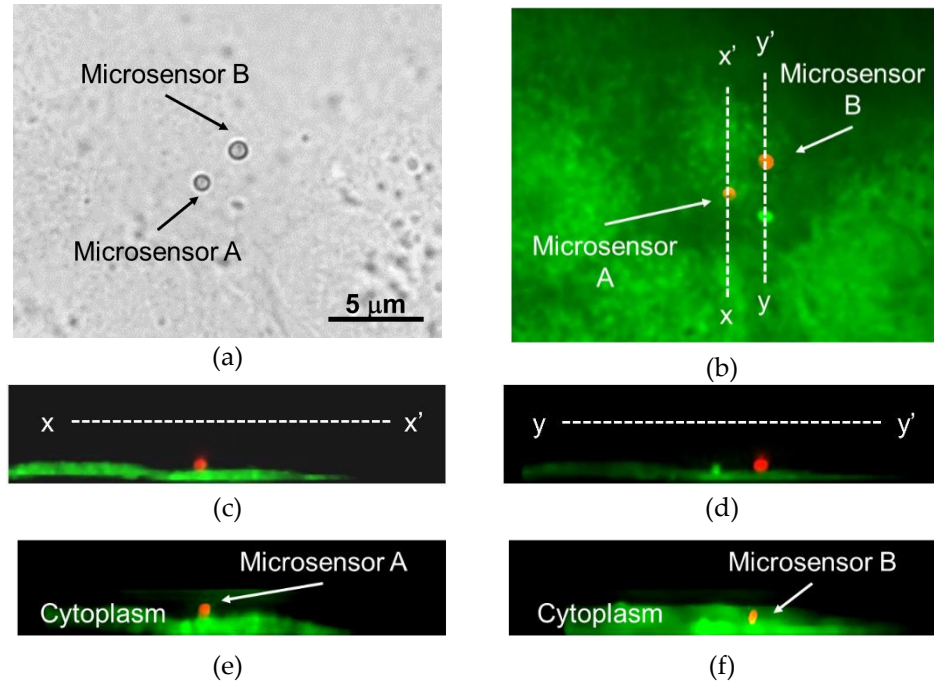 Microsensor B
Microsensor A
5 μm
(a)
x’
y’
Microsensor
B
Microsensor
A
x
y
(b)
x
x’
(c)
y
y’
(d)
Microsensor A
Cytoplasm
(e)
Microsensor B
Cytoplasm
(f)